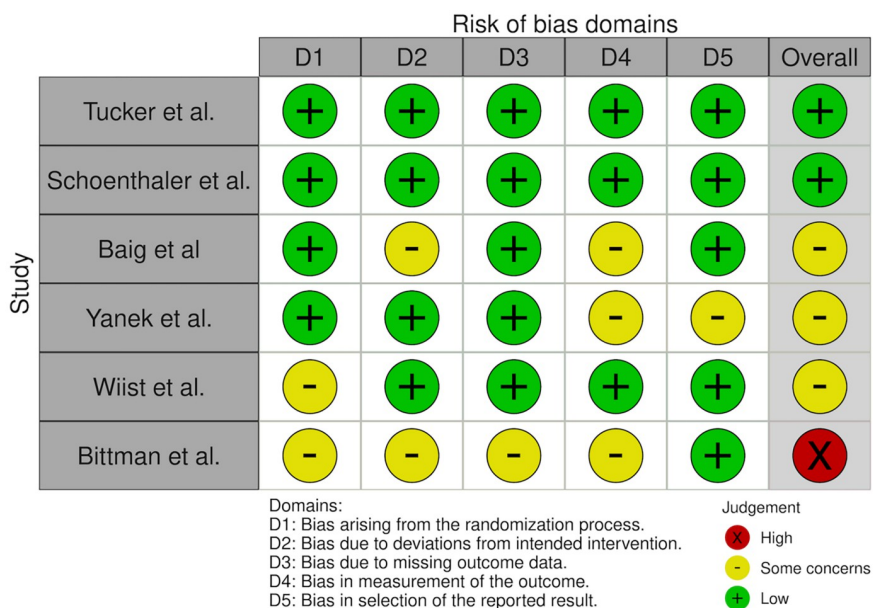 Risk of bias domains
D1 D2 D3 D4 D5 Overall
Study
Tucker et al. + + + + + +
Schoenthaler et al. + + + + + +
Baig et al + - + - + -
Yanek et al. + + + - - -
Wiist et al. - + + + + -
Bittman et al. - - - - + X
Domains:
D1: Bias arising from the randomization process.
D2: Bias due to deviations from intended intervention.
D3: Bias due to missing outcome data.
D4: Bias in measurement of the outcome.
D5: Bias in selection of the reported result.
Judgement
X High
- Some concerns
+ Low